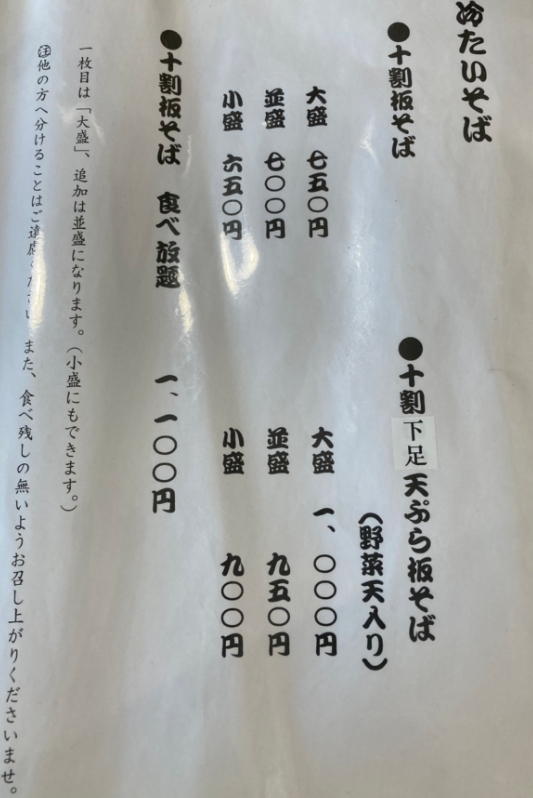 冷たいそば
●十割板そば
大盛 七五〇円
並盛 七〇〇円
小盛 六五〇円
●十割下足天ぷら板そば
（野菜天入り）
大盛 一、〇〇〇円
並盛 九五〇円
小盛 九〇〇円
●十割板そば 食べ放題 一、一〇〇円
一枚目は「大盛」、追加は並盛になります。（小盛にもできます。）
㊟他の方へ分けることはご遠慮ください また、食べ残しの無いようお召し上がりくださいませ。